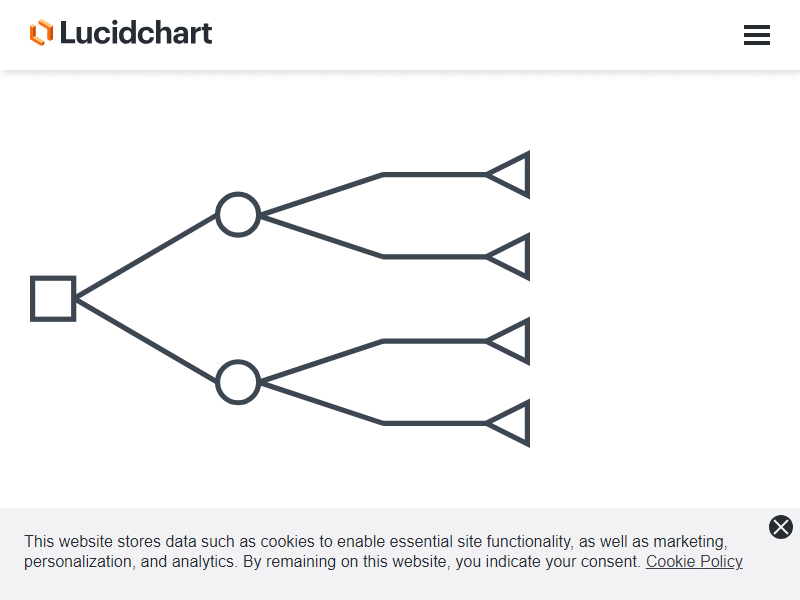 Lucidchart
This website stores data such as cookies to enable essential site functionality, as well as marketing,
personalization, and analytics. By remaining on this website, you indicate your consent. Cookie Policy